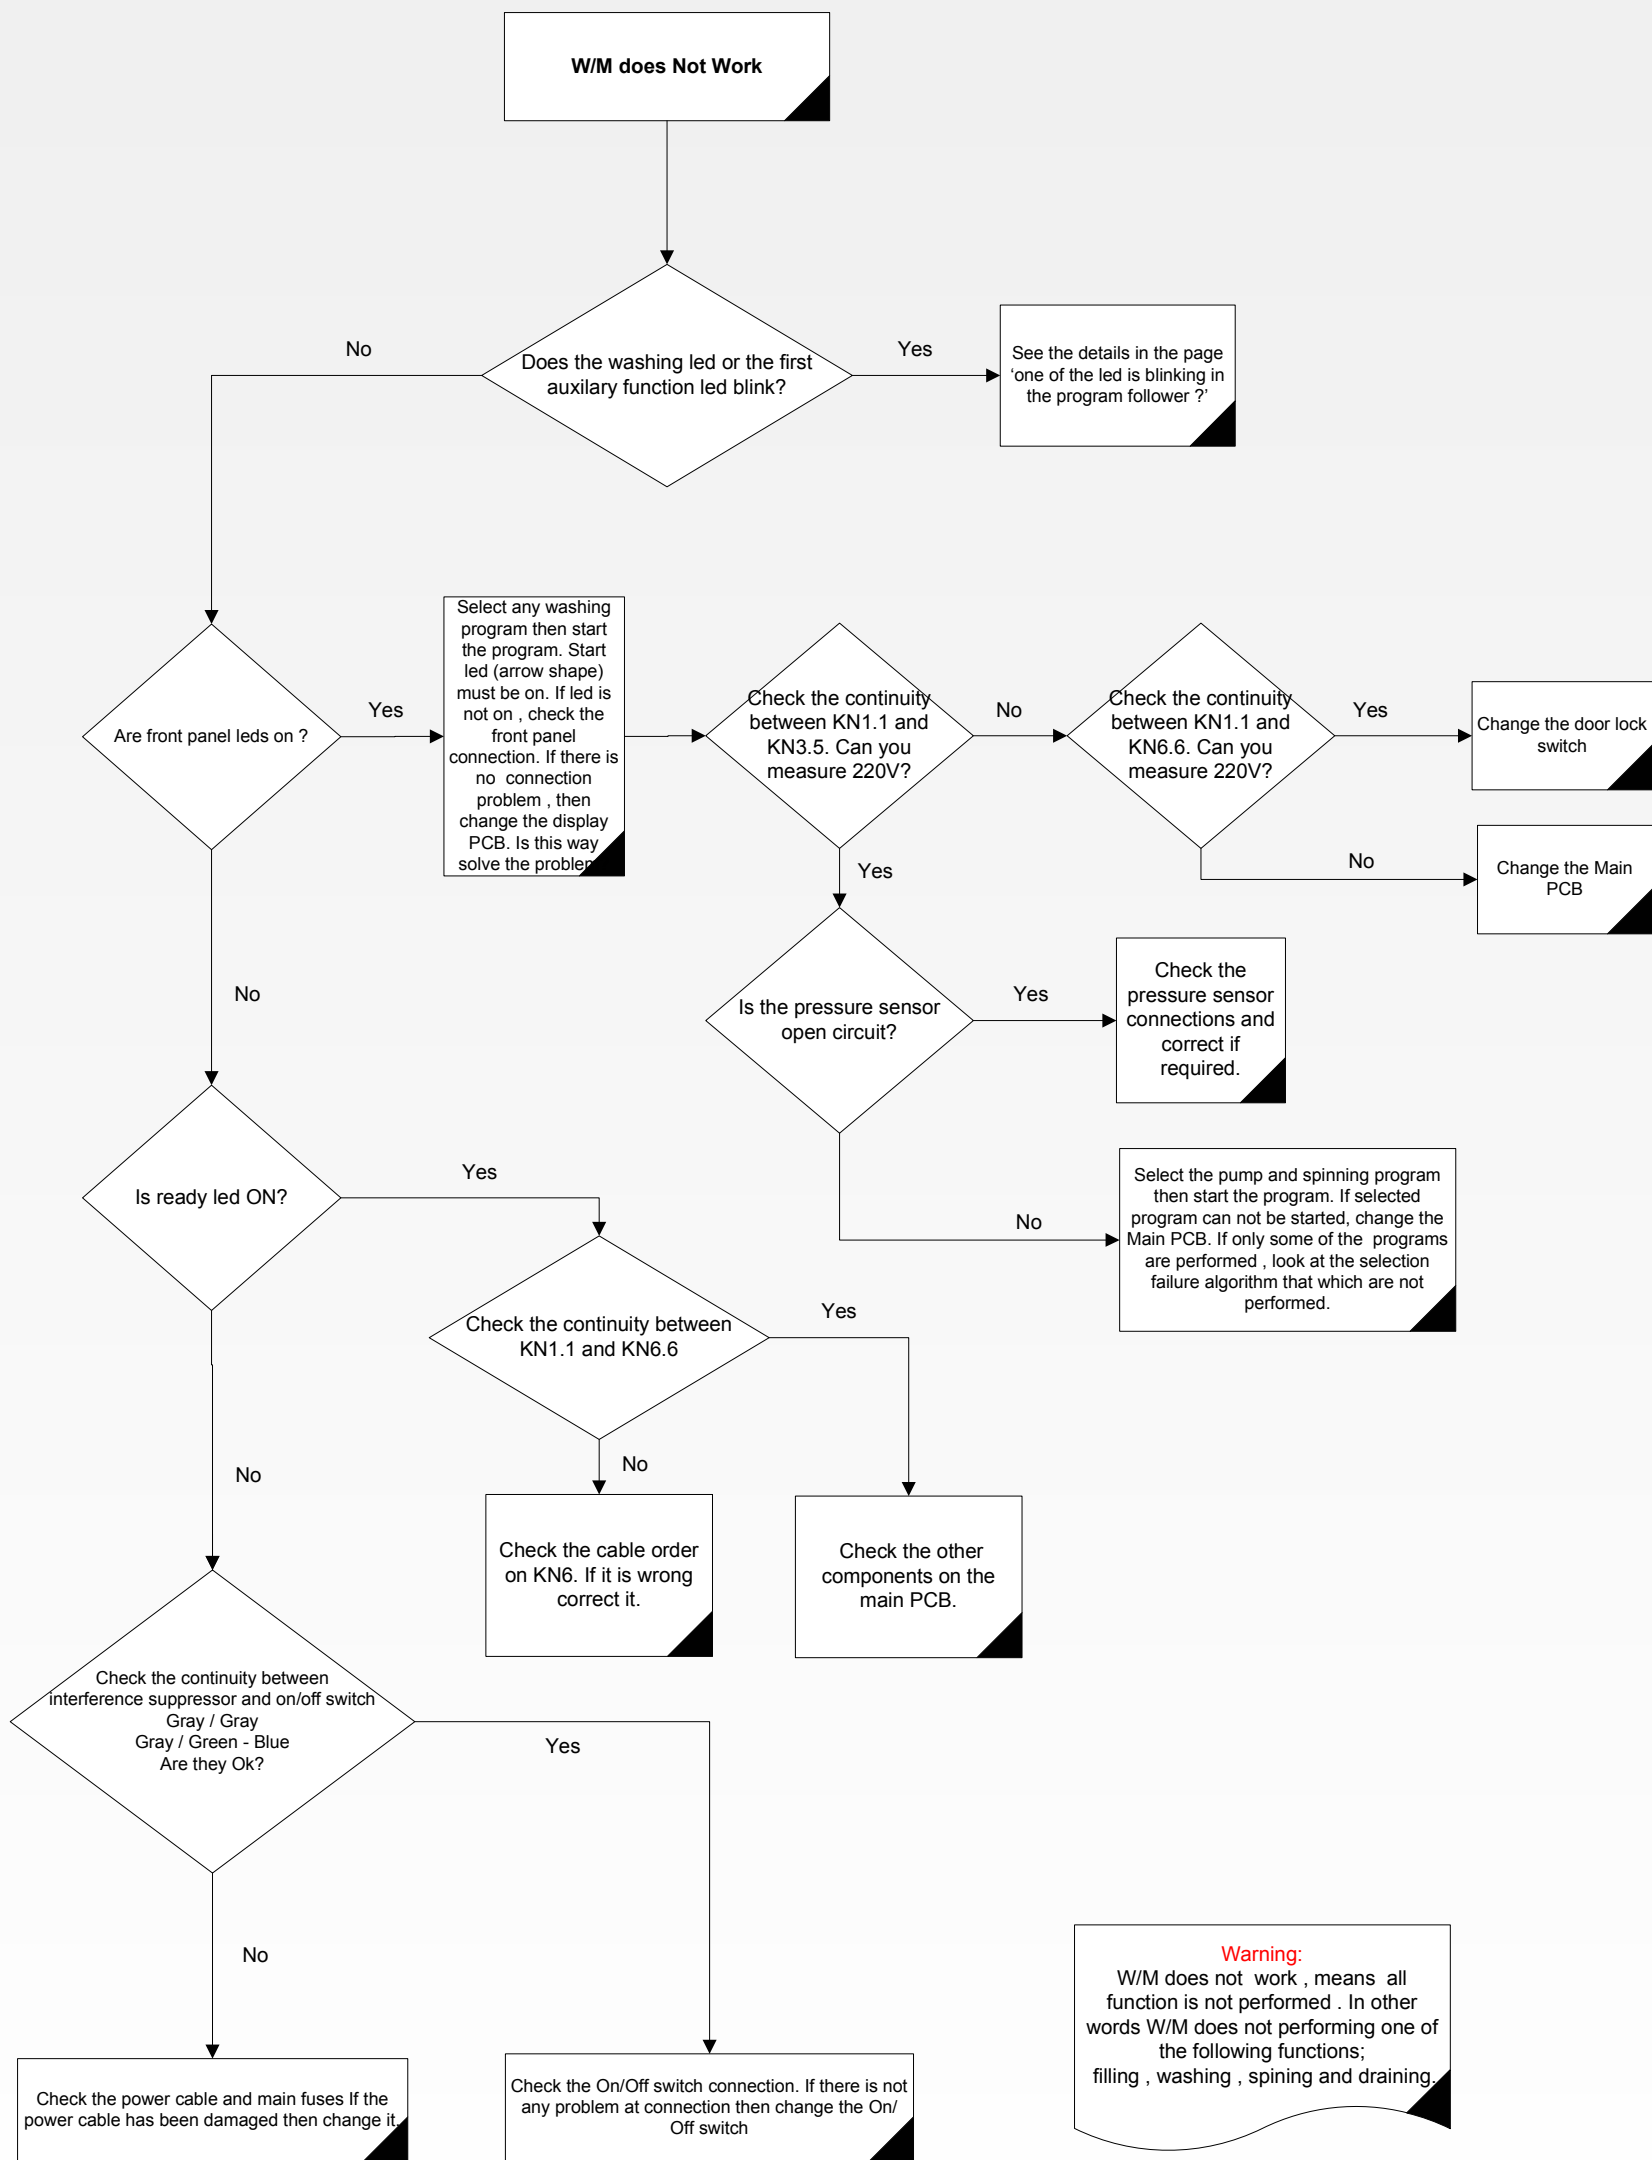 W/M does Not Work
No
Yes
Does the washing led or the first
auxilary function led blink?
See the details in the page
‘one of the led is blinking in
the program follower ?’
Are front panel leds on ?
Yes
Select any washing
program then start
the program. Start
led (arrow shape)
must be on. If led is
not on , check the
front panel
connection. If there is
no connection
problem , then
change the display
PCB. Is this way
solve the problem
Check the continuity
between KN1.1 and
KN3.5. Can you
measure 220V?
No
Check the continuity
between KN1.1 and
KN6.6. Can you
measure 220V?
Yes
Change the door lock
switch
No
Change the Main
PCB
Yes
No
Is the pressure sensor
open circuit?
Yes
Check the
pressure sensor
connections and
correct if
required.
No
Select the pump and spinning program
then start the program. If selected
program can not be started, change the
Main PCB. If only some of the programs
are performed , look at the selection
failure algorithm that which are not
performed.
Is ready led ON?
Yes
Check the continuity between
KN1.1 and KN6.6
Yes
No
No
Check the cable order
on KN6. If it is wrong
correct it.
Check the other
components on the
main PCB.
Check the continuity between
interference suppressor and on/off switch
Gray / Gray
Gray / Green - Blue
Are they Ok?
Yes
No
Check the power cable and main fuses If the
power cable has been damaged then change it.
Check the On/Off switch connection. If there is not
any problem at connection then change the On/
Off switch
Warning:
W/M does not work , means all
function is not performed . In other
words W/M does not performing one of
the following functions;
filling , washing , spining and draining.